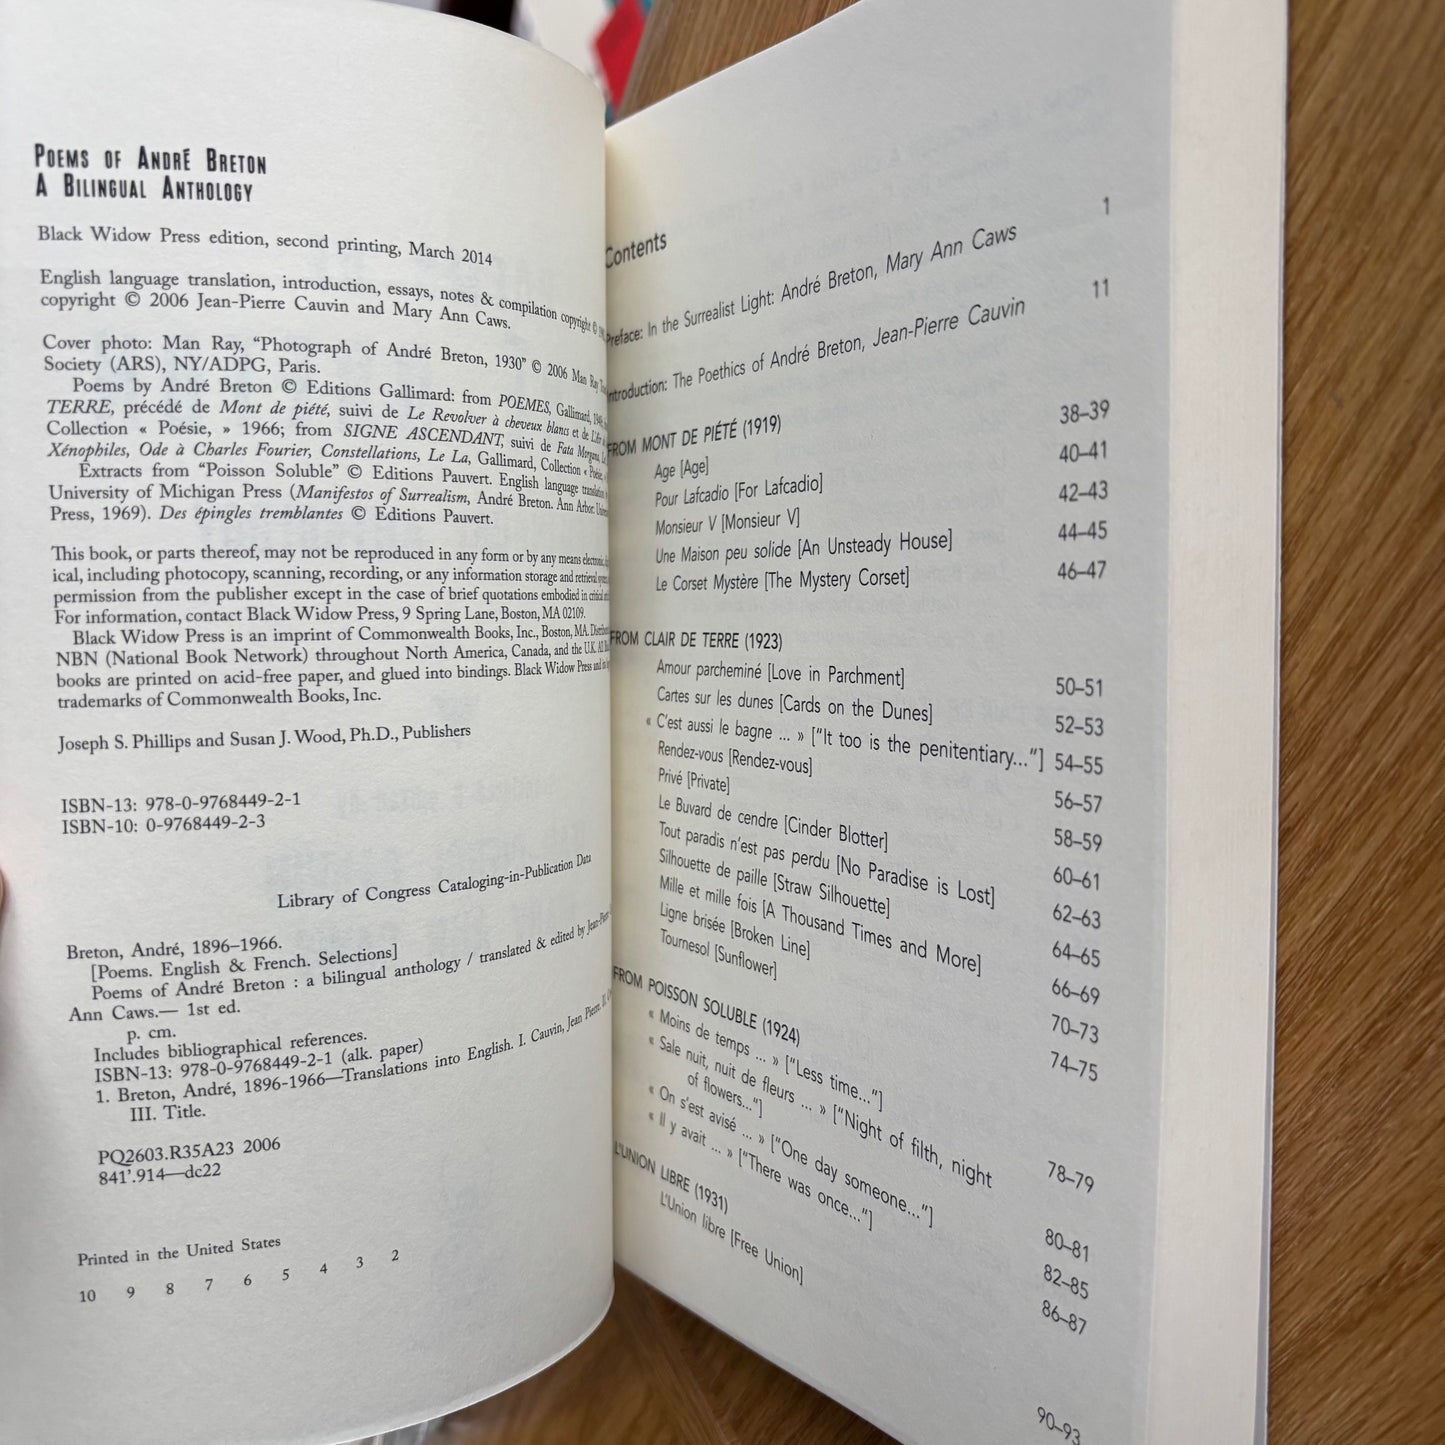 POEMS OF ANDRÉ BRETON
A BILINGUAL ANTHOLOGY
Black Widow Press edition, second printing, March 2014
English language translation, introduction, essays, notes & compilation copyright ©
copyright © 2006 Jean-Pierre Cauvin and Mary Ann Caws.
Cover photo: Man Ray, “Photograph of André Breton, 1930” © 2006 Man Ray
Society (ARS), NY/ADPG, Paris.
Poems by André Breton © Editions Gallimard: from POEMES, Gallimard,
TERRE, précédé de Mont de piété, suivi de Le Revolver à cheveux blancs et de
Collection « Poésie, » 1966; from SIGNE ASCENDANT, suivi de Fata Morgana,
Xénophiles, Ode à Charles Fourier, Constellations, Le La, Gallimard, Collection « Poésie,
Extracts from “Poisson Soluble” © Editions Pauvert. English language translation
University of Michigan Press (Manifestos of Surrealism, André Breton. Ann Arbor:
Press, 1969). Des épingles tremblantes © Editions Pauvert.
This book, or parts thereof, may not be reproduced in any form or by any means electronic,
ical, including photocopy, scanning, recording, or any information storage and retrieval
permission from the publisher except in the case of brief quotations embodied in critical
For information, contact Black Widow Press, 9 Spring Lane, Boston, MA 02109.
Black Widow Press is an imprint of Commonwealth Books, Inc., Boston, MA.
NBN (National Book Network) throughout North America, Canada, and the U.K. All
books are printed on acid-free paper, and glued into bindings. Black Widow Press and
trademarks of Commonwealth Books, Inc.
Joseph S. Phillips and Susan J. Wood, Ph.D., Publishers
ISBN-13: 978-0-9768449-2-1
ISBN-10: 0-9768449-2-3
Library of Congress Cataloging-in-Publication Data
Breton, André, 1896–1966.
[Poems. English & French. Selections]
Poems of André Breton : a bilingual anthology / translated & edited by Jean-Pierre
Ann Caws.— 1st ed.
p. cm.
Includes bibliographical references.
ISBN-13: 978-0-9768449-2-1 (alk. paper)
1. Breton, André, 1896-1966—Translations into English. I. Cauvin, Jean Pierre. II.
III. Title.
PQ2603.R35A23 2006
841'.914—dc22
Printed in the United States
10 9 8 7 6 5 4 3 2
Contents
Preface: In the Surrealist Light: André Breton, Mary Ann Caws 1
Introduction: The Poethics of André Breton, Jean-Pierre Cauvin 11
FROM MONT DE PIÉTÉ (1919)
Age [Age] 38–39
Pour Lafcadio [For Lafcadio] 40–41
Monsieur V [Monsieur V] 42–43
Une Maison peu solide [An Unsteady House] 44–45
Le Corset Mystère [The Mystery Corset] 46–47
FROM CLAIR DE TERRE (1923)
Amour parcheminé [Love in Parchment] 50–51
Cartes sur les dunes [Cards on the Dunes] 52–53
« C'est aussi le bagne ... » [“It too is the penitentiary...”] 54–55
Rendez-vous [Rendez-vous] 56–57
Privé [Private] 58–59
Le Buvard de cendre [Cinder Blotter] 60–61
Tout paradis n'est pas perdu [No Paradise is Lost] 62–63
Silhouette de paille [Straw Silhouette] 64–65
Mille et mille fois [A Thousand Times and More] 66–69
Ligne brisée [Broken Line] 70–73
Tournesol [Sunflower] 74–75
FROM POISSON SOLUBLE (1924)
« Moins de temps ... » [“Less time...”] 78–79
« Sale nuit, nuit de fleurs ... » [“Night of filth, night
of flowers...”] 80–81
« On s'est avisé ... » [“One day someone...”] 82–85
« Il y avait ... » [“There was once...”] 86–87
L'UNION LIBRE (1931)
L'Union libre [Free Union] 90–93